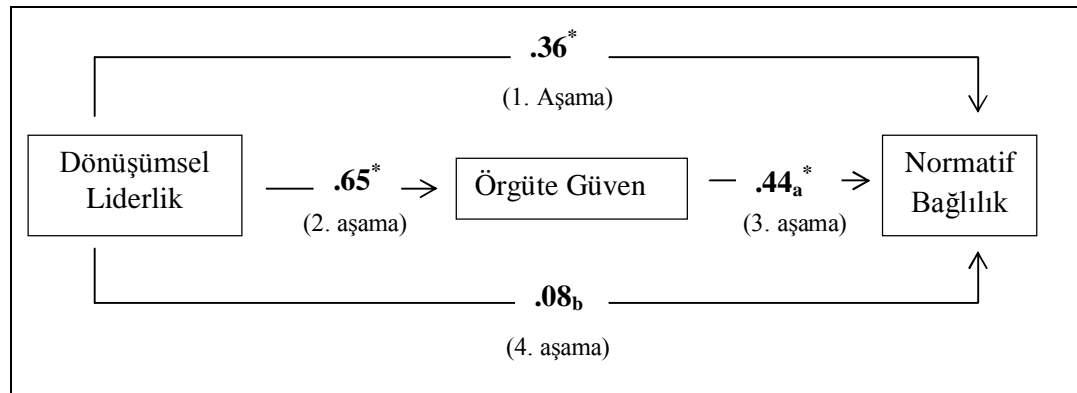 .36*
(1. Aşama)
Dönüşümsel
Liderlik
.65*
(2. aşama)
Örgüte Güven
.44a*
(3. aşama)
Normatif
Bağlılık
.08b
(4. aşama)